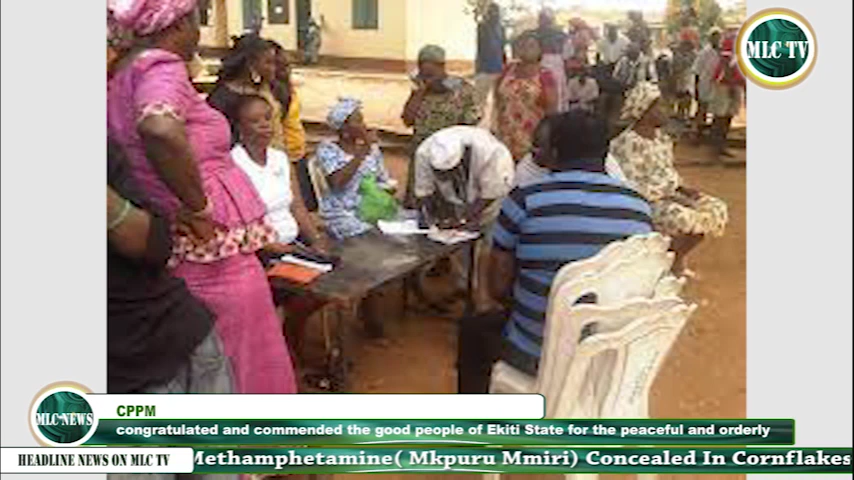 MLC TV
CPPM
MLC NEWS
congratulated and commended the good people of Ekiti State for the peaceful and orderly
HEADLINE NEWS ON MLC TV
Methamphetamine( Mkpuru Mmiri) Concealed In Cornflakes